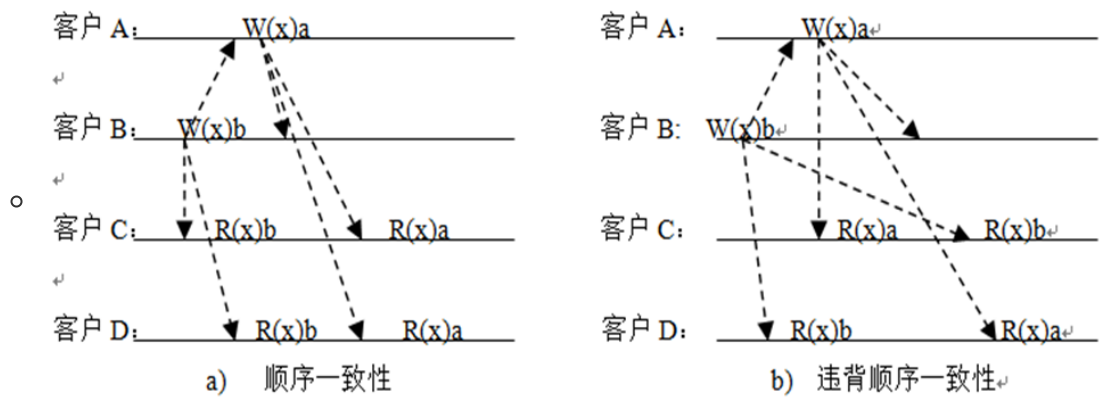 客户 A： W(x)a
客户 B： W(x)b
客户 C： R(x)b R(x)a
客户 D： R(x)b R(x)a
a) 顺序一致性
客户 A： W(x)a
客户 B： W(x)b
客户 C： R(x)a R(x)b
客户 D： R(x)b R(x)a
b) 违背顺序一致性